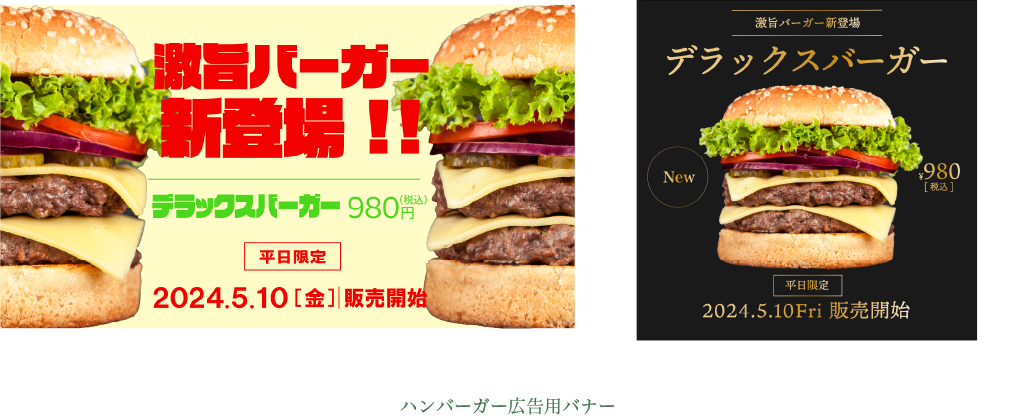 激旨バーガー
新登場 !!
デラックスバーガー 980円(税込)
平日限定
2024.5.10[金]|販売開始
激旨バーガー新登場
デラックスバーガー
New
¥980
[税込]
平日限定
2024.5.10Fri 販売開始
ハンバーガー広告用バナー